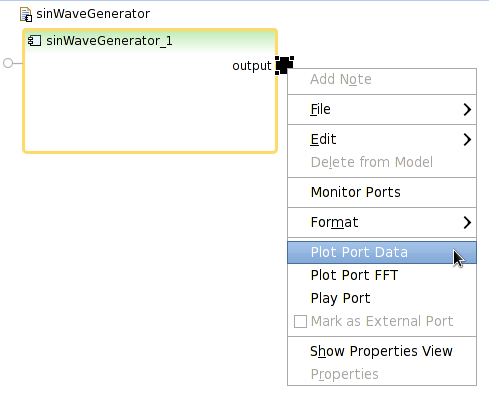 sinWaveGenerator
sinWaveGenerator_1
output
Add Note
File
Edit
Delete from Model
Monitor Ports
Format
Plot Port Data
Plot Port FFT
Play Port
Mark as External Port
Show Properties View
Properties